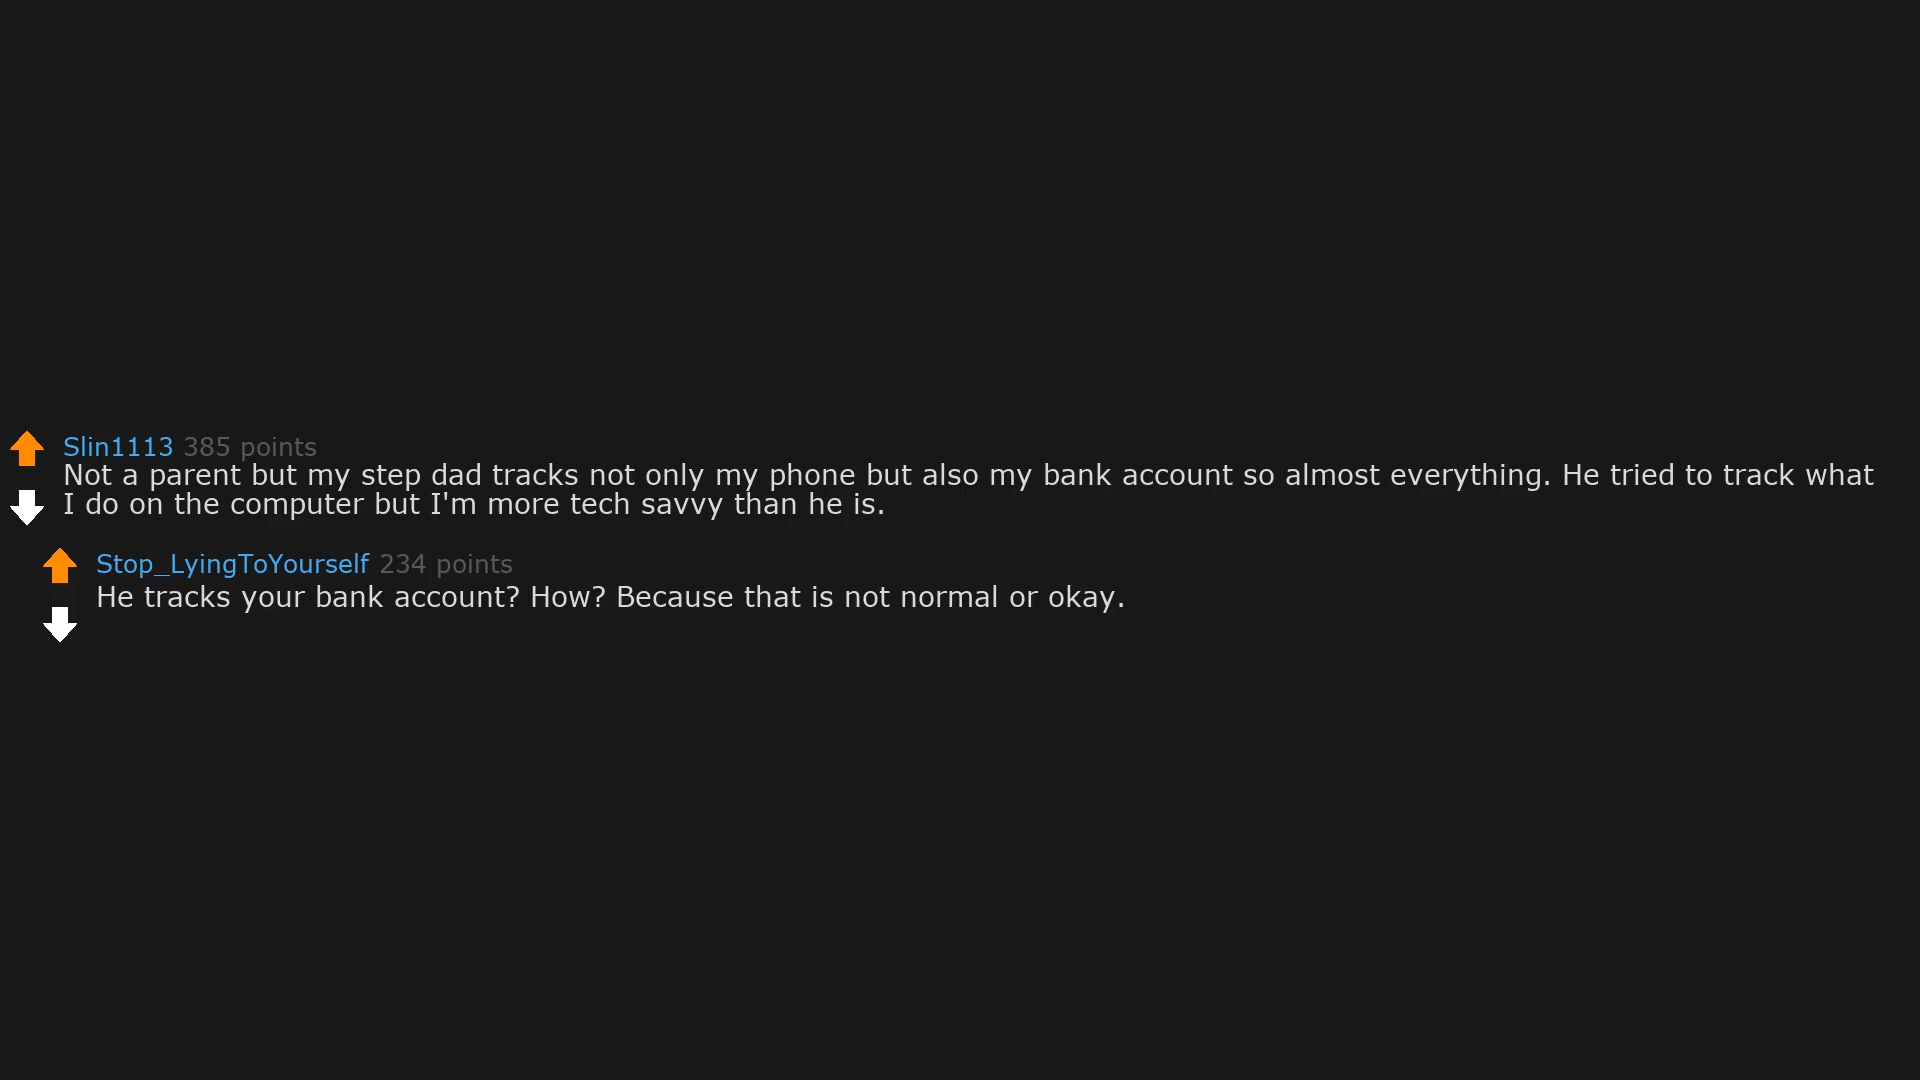 Slin1113 385 points
Not a parent but my step dad tracks not only my phone but also my bank account so almost everything. He tried to track what
I do on the computer but I'm more tech savvy than he is.
Stop_LyingToYourself 234 points
He tracks your bank account? How? Because that is not normal or okay.